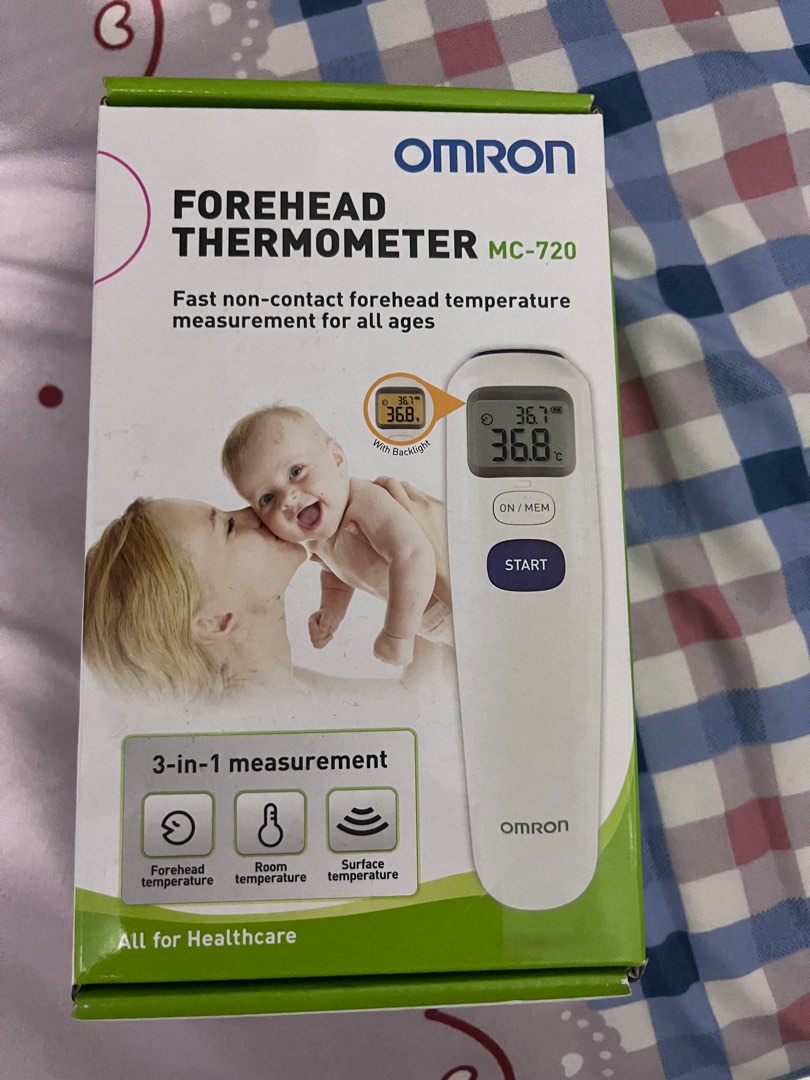 OMRON
FOREHEAD
THERMOMETER MC-720
Fast non-contact forehead temperature
measurement for all ages
36.7
36.8
With Backlight
36.7
36.8 °C
ON / MEM
START
3-in-1 measurement
Forehead
temperature
Room
temperature
Surface
temperature
OMRON
All for Healthcare